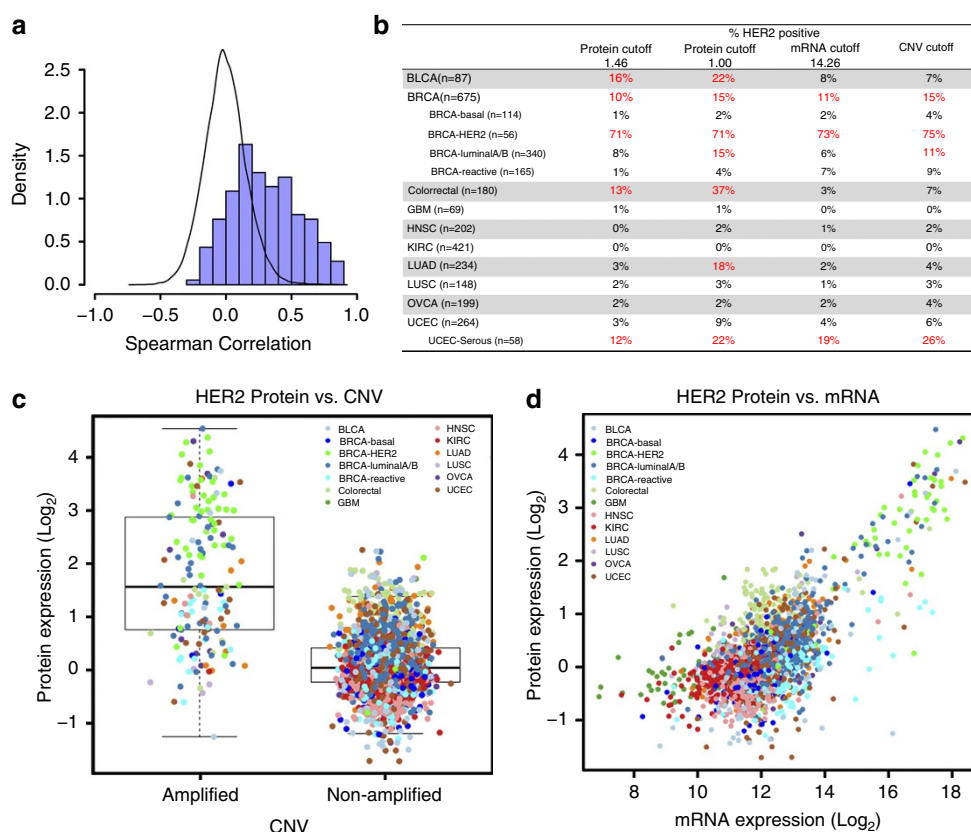 a
2.5
2.0
1.5
1.0
0.5
0.0
Density
−1.0 −0.5 0.0 0.5 1.0
Spearman Correlation
b
% HER2 positive
Protein cutoff 1.46 Protein cutoff 1.00 mRNA cutoff 14.26 CNV cutoff
BLCA(n=87) 16% 22% 8% 7%
BRCA(n=675) 10% 15% 11% 15%
BRCA-basal (n=114) 1% 2% 2% 4%
BRCA-HER2 (n=56) 71% 71% 73% 75%
BRCA-luminalA/B (n=340) 8% 15% 6% 11%
BRCA-reactive (n=165) 1% 4% 7% 9%
Colorrectal (n=180) 13% 37% 3% 7%
GBM (n=69) 1% 1% 0% 0%
HNSC (n=202) 0% 2% 1% 2%
KIRC (n=421) 0% 0% 0% 0%
LUAD (n=234) 3% 18% 2% 4%
LUSC (n=148) 2% 3% 1% 3%
OVCA (n=199) 2% 2% 2% 4%
UCEC (n=264) 3% 9% 4% 6%
UCEC-Serous (n=58) 12% 22% 19% 26%
c
HER2 Protein vs. CNV
BLCA
BRCA-basal
BRCA-HER2
BRCA-luminalA/B
BRCA-reactive
Colorectal
GBM
HNSC
KIRC
LUAD
LUSC
OVCA
UCEC
Protein expression (Log2)
4
3
2
1
0
−1
Amplified Non-amplified
CNV
d
HER2 Protein vs. mRNA
BLCA
BRCA-basal
BRCA-HER2
BRCA-luminalA/B
BRCA-reactive
Colorectal
GBM
HNSC
KIRC
LUAD
LUSC
OVCA
UCEC
Protein expression (Log2)
4
3
2
1
0
−1
8 10 12 14 16 18
mRNA expression (Log2)